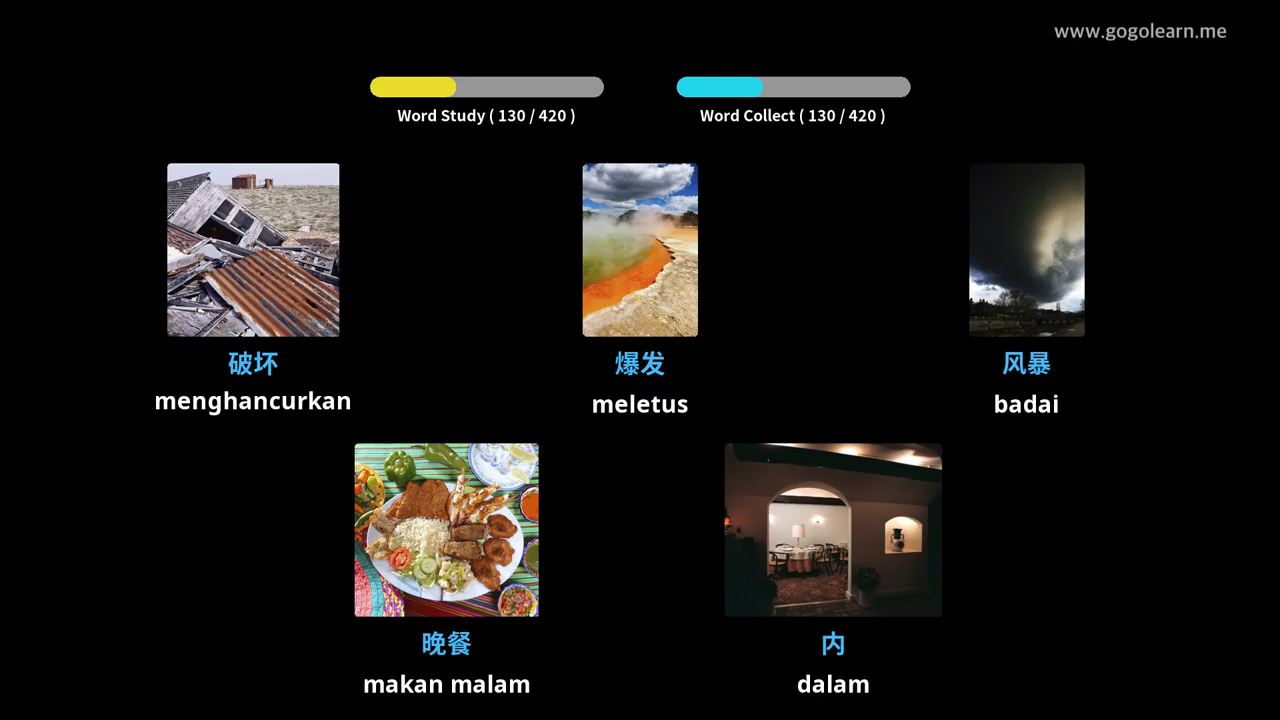 www.gogolearn.me
Word Study ( 130 / 420 )
Word Collect ( 130 / 420 )
破坏
menghancurkan
爆发
meletus
风暴
badai
晚餐
makan malam
内
dalam